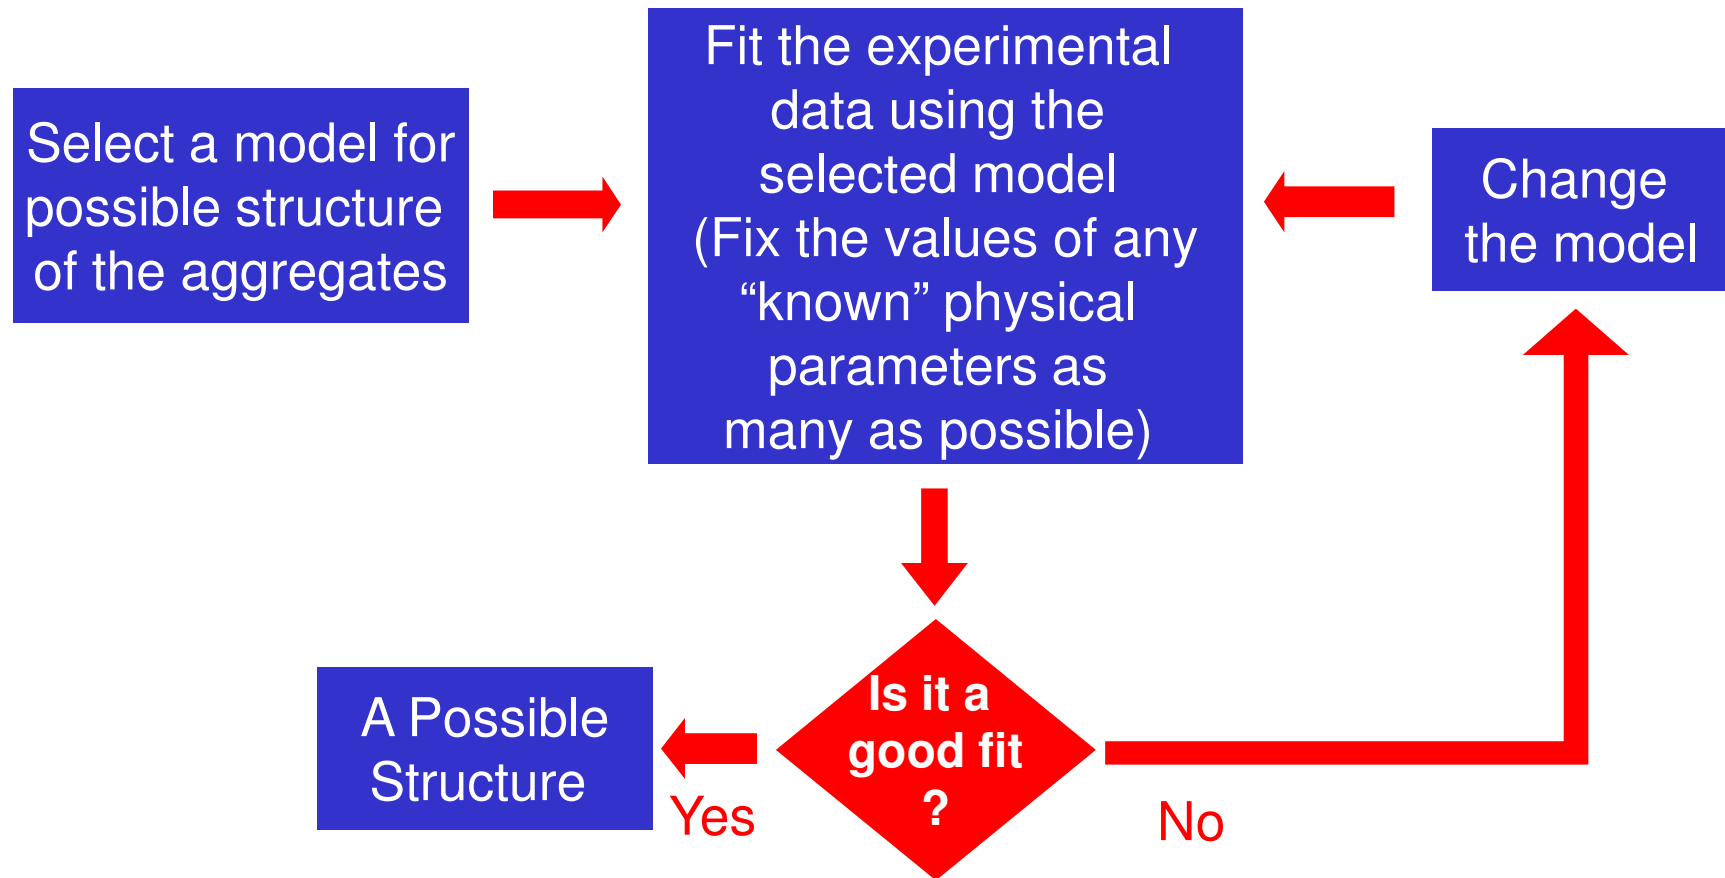 Select a model for
possible structure
of the aggregates
Fit the experimental
data using the
selected model
(Fix the values of any
“known” physical
parameters as
many as possible)
Change
the model
Is it a
good fit
?
A Possible
Structure
Yes
No